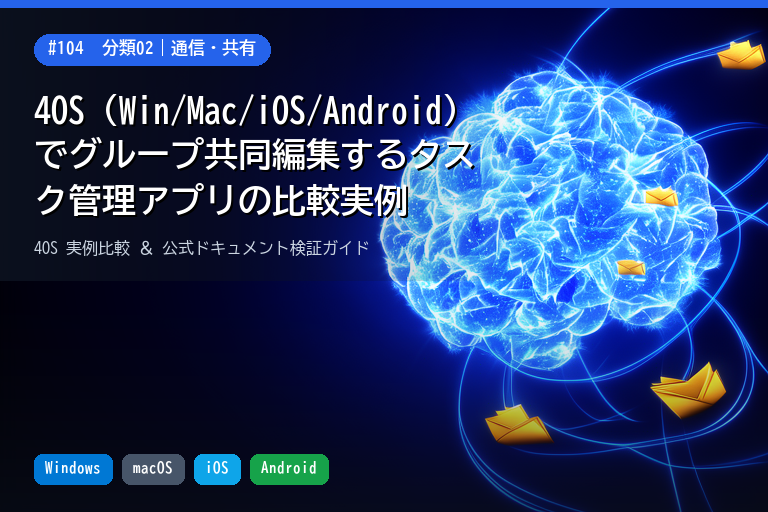 #104 分類02｜通信・共有
4OS（Win/Mac/iOS/Android）
でグループ共同編集するタス
ク管理アプリの比較実例
4OS 実例比較 ＆ 公式ドキュメント検証ガイド
Windows macOS iOS Android